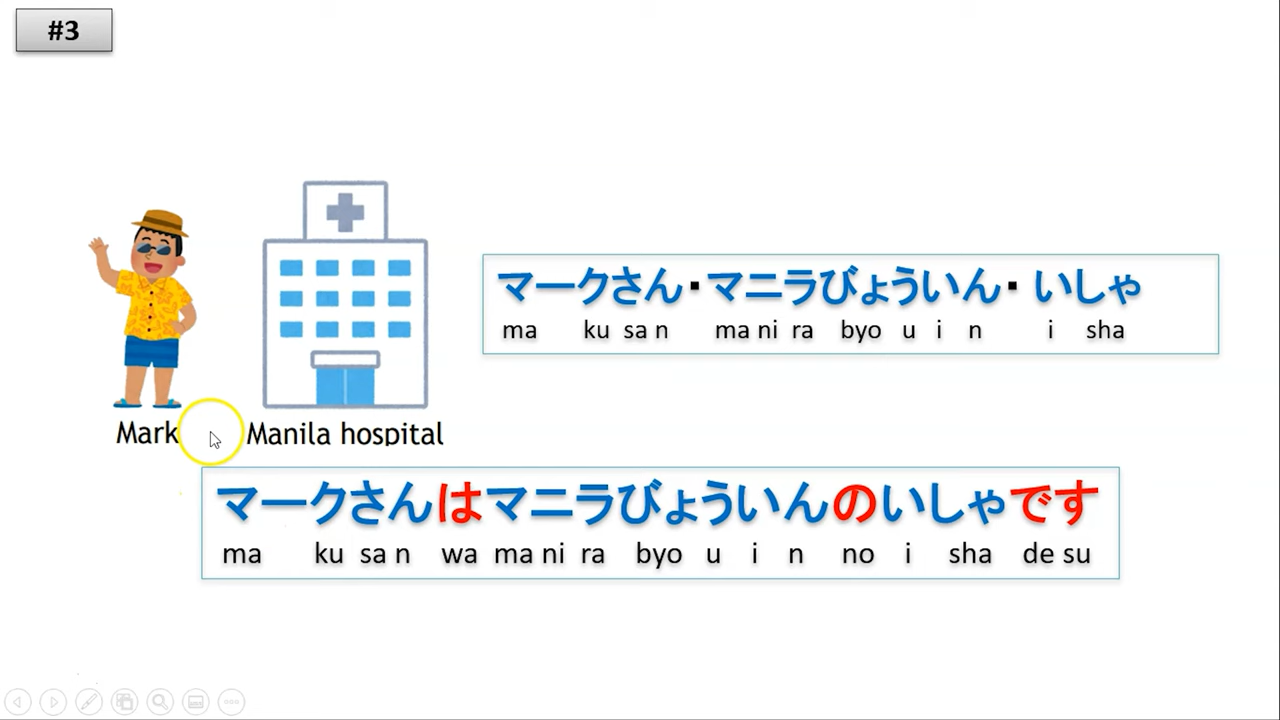 #3
マークさん・マニラびょういん・ いしゃ
ma ku sa n ma ni ra byo u i n i sha
Mark Manila hospital
マークさんはマニラびょういんのいしゃです
ma ku sa n wa ma ni ra byo u i n no i sha de su